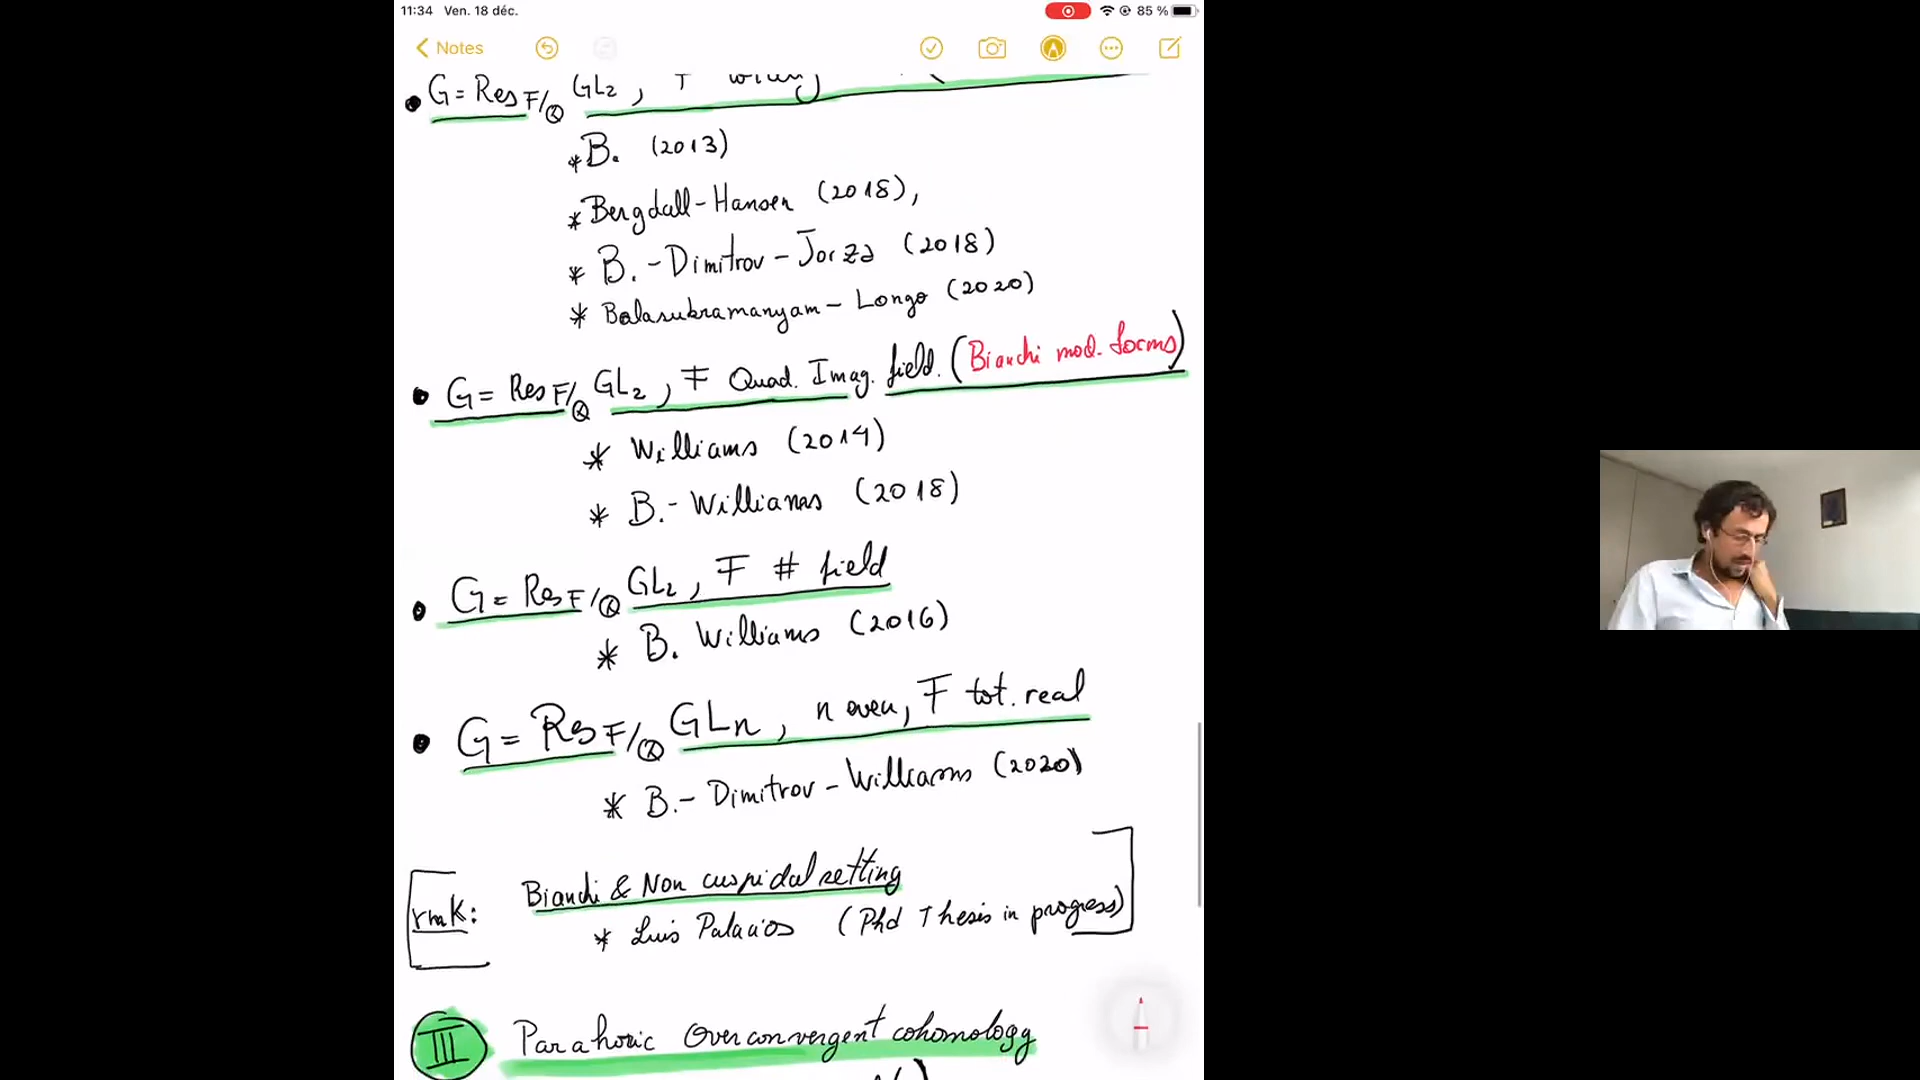 11:34 Ven. 18 déc. 85 %
Notes
• G = Res F/ℚ GL₂, F
* B. (2013)
* Bergdall-Hansen (2018),
* B.-Dimitrov-Jorza (2018)
* Balasubramanyam-Longo (2020)
• G = Res F/ℚ GL₂, F Quad. Imag. field. (Bianchi mod. forms)
* Williams (2014)
* B.-Williams (2018)
• G = Res F/ℚ GL₂, F # field
* B. Williams (2016)
• G = Res F/ℚ GLn, n even, F tot. real
* B.-Dimitrov-Williams (2020)
rmk: Bianchi & Non cuspidal setting
* Luis Palacios (Phd Thesis in progress)
III Parahoric Overconvergent cohomology